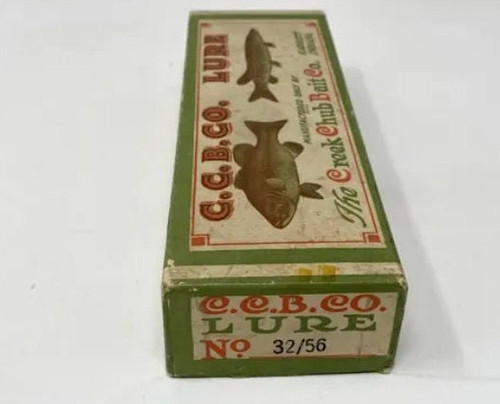 C.C.B.CO. LURE
MANUFACTURED ONLY BY
The Creek Chub Bait Co.
GARRETT
INDIANA
C.C.B.CO.
LURE
No 32/56